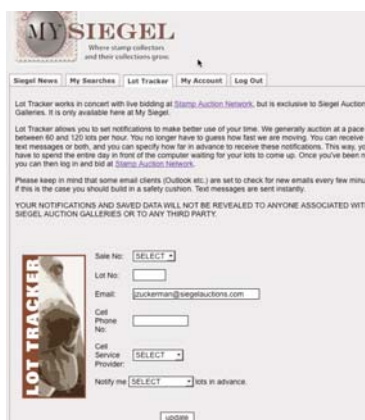 MY SIEGEL
Where stamp collectors
and their collections grow.
Siegel News My Searches Lot Tracker My Account Log Out
Lot Tracker works in concert with live bidding at Stamp Auction Network, but is exclusive to Siegel Auction
Galleries. It is only available here at My Siegel.
Lot Tracker allows you to set notifications to make better use of your time. We generally auction at a pace
between 60 and 120 lots per hour. You no longer have to guess how fast we are moving. You can receive
text messages or both, and you can specify how far in advance to receive these notifications. This way, yo
have to spend the entire day in front of the computer waiting for your lots to come up. Once you've been n
you can then log in and bid at Stamp Auction Network.
Please keep in mind that some email clients (Outlook etc.) are set to check for new emails every few minu
if this is the case you should build in a safety cushion. Text messages are sent instantly.
YOUR NOTIFICATIONS AND SAVED DATA WILL NOT BE REVEALED TO ANYONE ASSOCIATED WIT
SIEGEL AUCTION GALLERIES OR TO ANY THIRD PARTY.
LOT TRACKER
Sale No: SELECT
Lot No:
Email: jzuckerman@siegelauctions.com
Cell
Phone
No:
Cell
Service
Provider: SELECT
Notify me SELECT lots in advance.
update